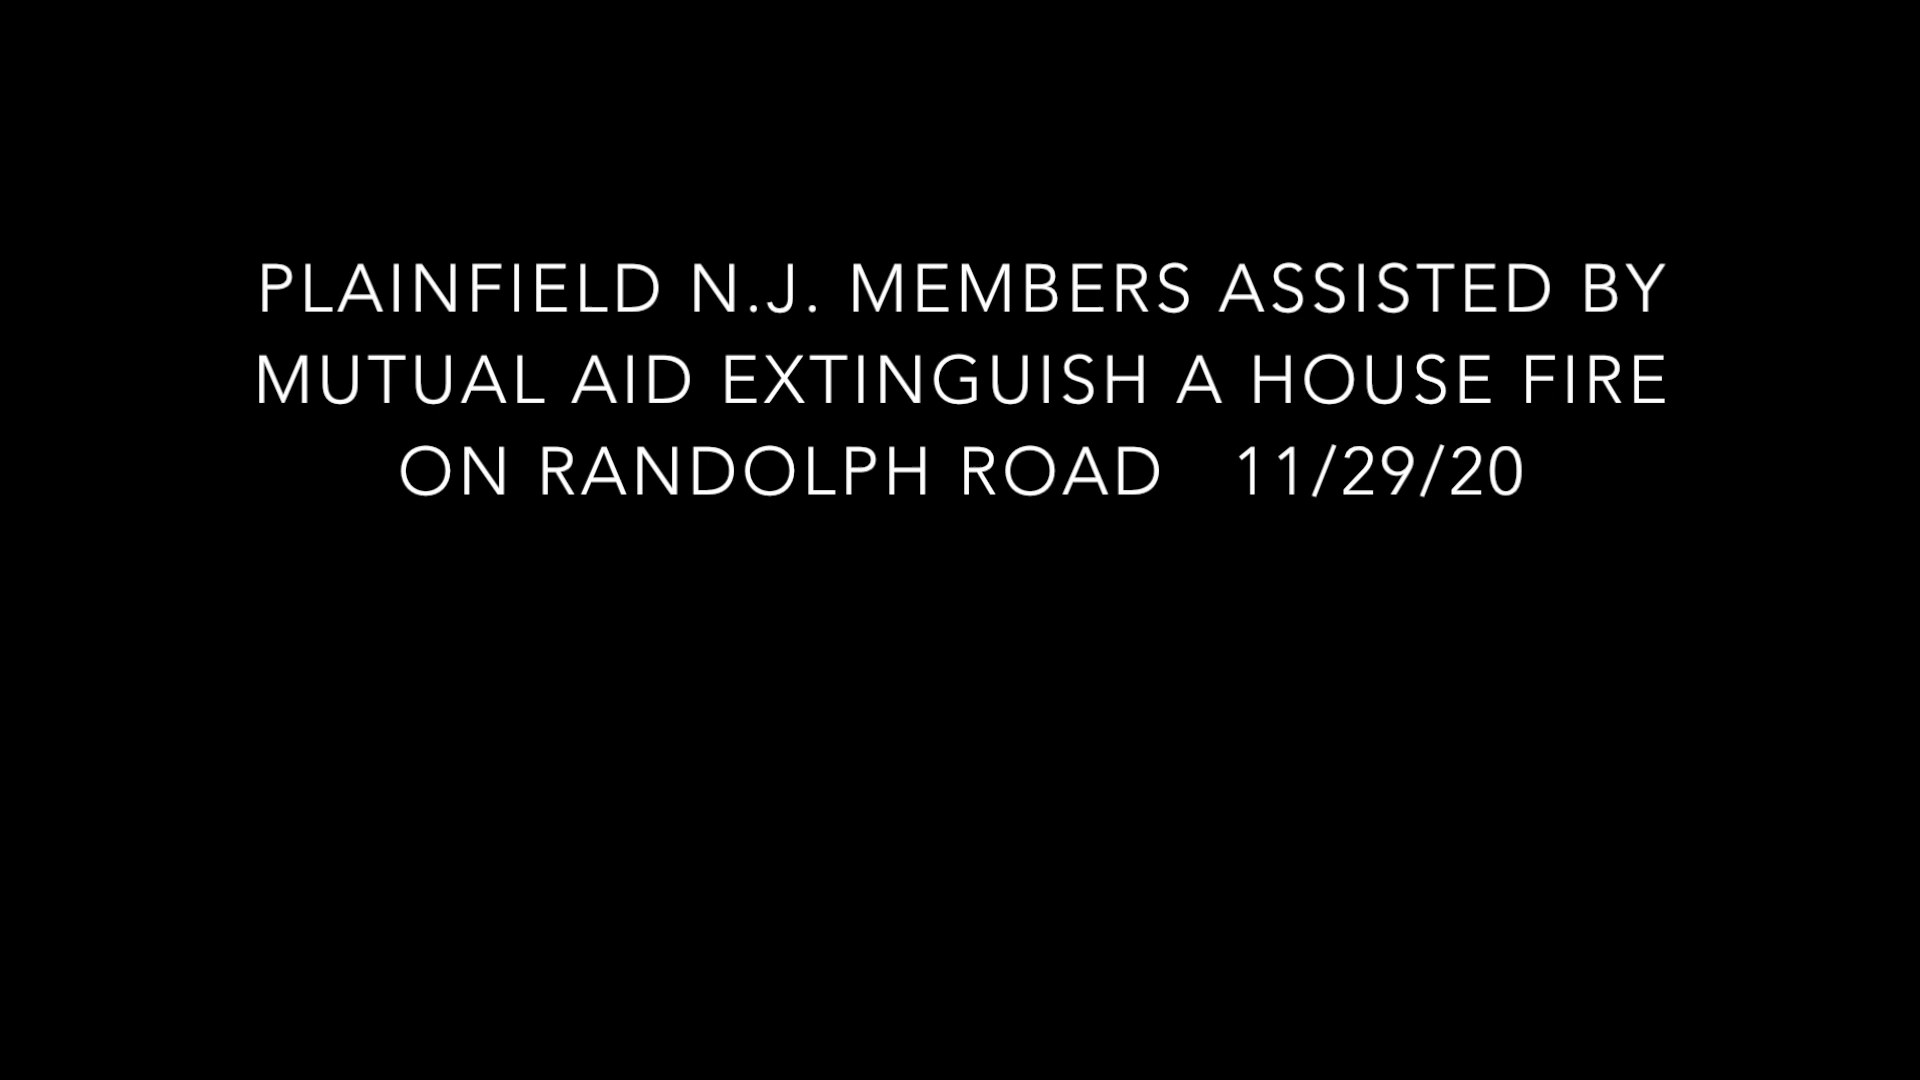 PLAINFIELD N.J. MEMBERS ASSISTED BY
MUTUAL AID EXTINGUISH A HOUSE FIRE
ON RANDOLPH ROAD   11/29/20